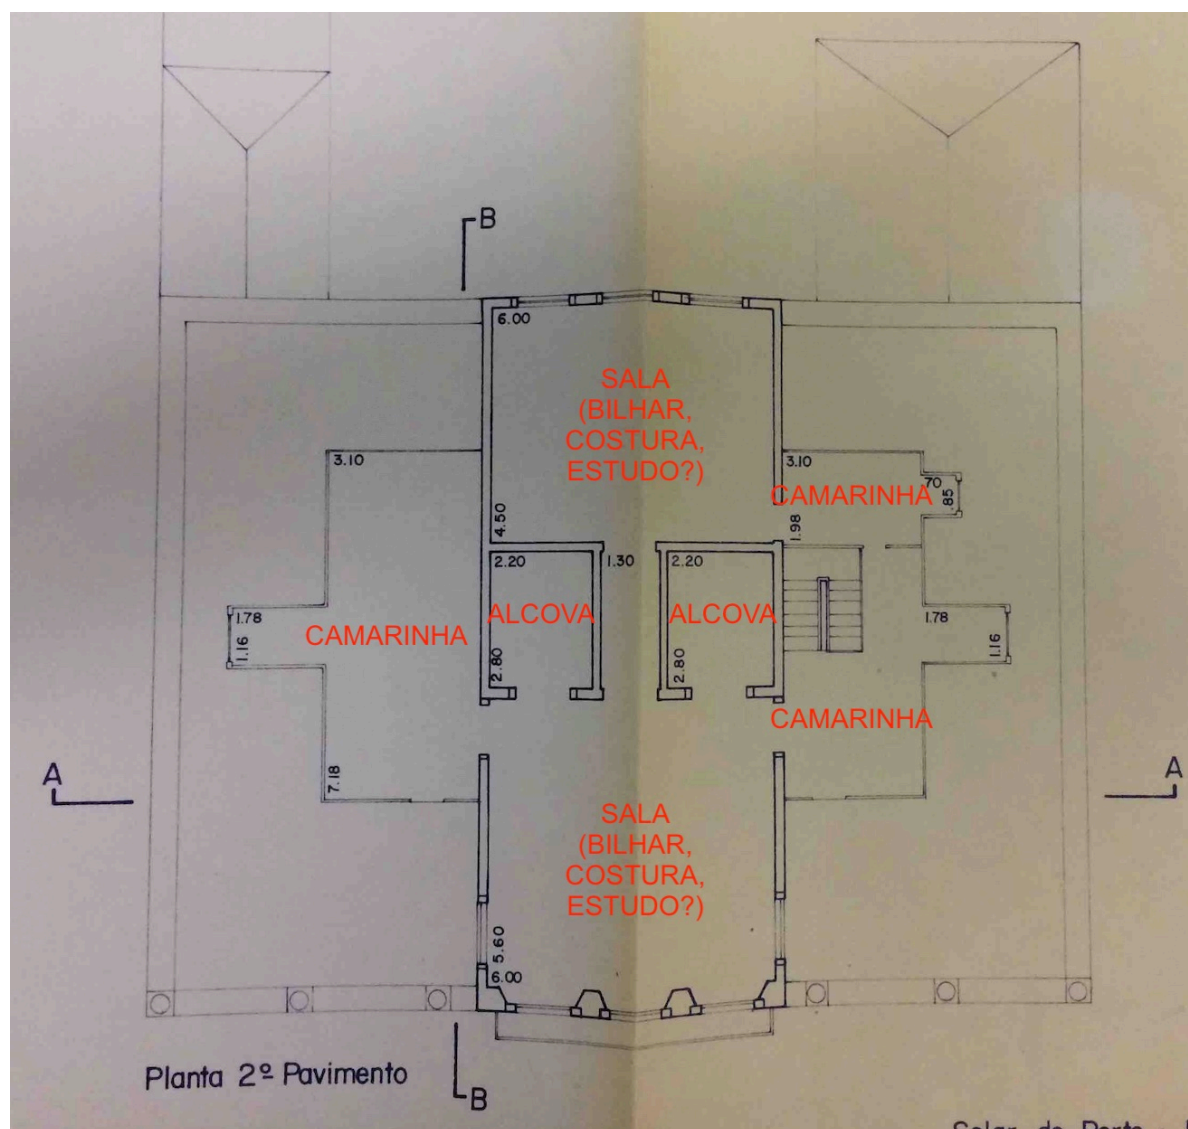 B
6.00
SALA
(BILHAR,
COSTURA,
ESTUDO?)
3.10
3.10
CAMARINHA
70
.85
4.50
1.98
2.20
1.30
2.20
ALCOVA
ALCOVA
1.78
1.16
CAMARINHA
1.78
1.16
2.80
2.80
CAMARINHA
7.18
A
A
SALA
(BILHAR,
COSTURA,
ESTUDO?)
5.60
6.00
Planta 2º Pavimento
B